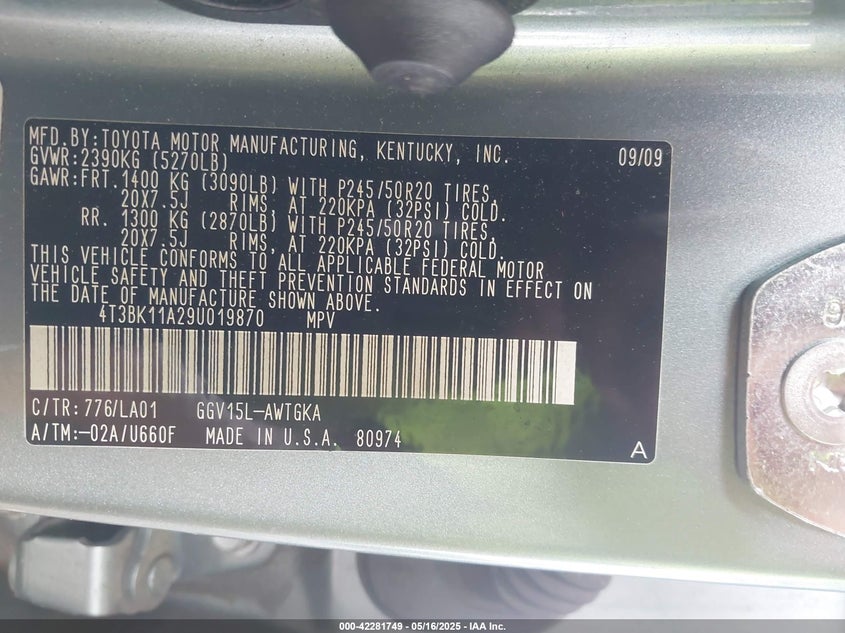 MFD.BY:TOYOTA MOTOR MANUFACTURING, KENTUCKY, INC. 09/09
GVWR:2390KG (5270LB)
GAWR:FRT.1400 KG (3090LB) WITH P245/50R20 TIRES,
20X7.5J RIMS, AT 220KPA (32PSI) COLD.
RR. 1300 KG (2870LB) WITH P245/50R20 TIRES,
20X7.5J RIMS, AT 220KPA (32PSI) COLD.
THIS VEHICLE CONFORMS TO ALL APPLICABLE FEDERAL MOTOR
VEHICLE SAFETY AND THEFT PREVENTION STANDARDS IN EFFECT ON
THE DATE OF MANUFACTURE SHOWN ABOVE.
4T3BK11A29U019870 MPV
C/TR:776/LA01 GGV15L-AWTGKA
A/TM:-02A/U660F MADE IN U.S.A. 80974
A
000-42281749 - 05/16/2025 - IAA Inc.